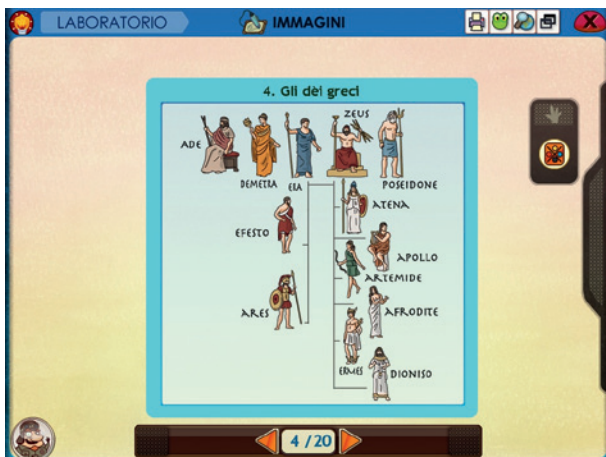 LABORATORIO
IMMAGINI
4. Gli dèi greci
ZEUS
ADE
DEMETRA
ERA
POSEIDONE
ATENA
EFESTO
APOLLO
ARTEMIDE
ARES
AFRODITE
ERMES
DIONISO
4 / 20